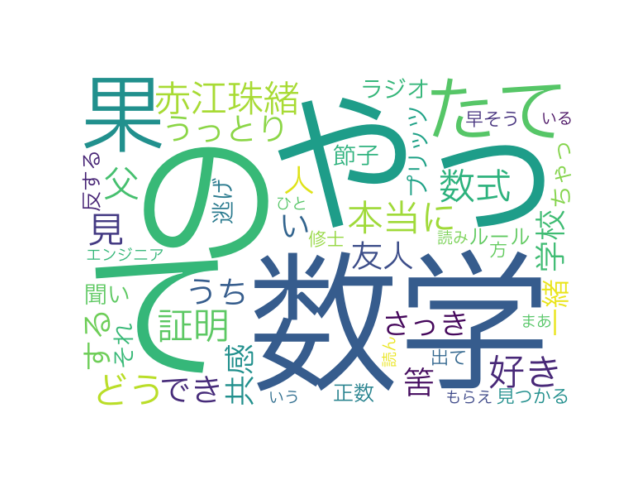 果
赤江珠緒
うっとり
の
や
ラジオ
プリッツ
たて
早そう
いる
っ
ちゃっ
節子
数式
反する
父
逃げ
人
ひと
い
本当に
見
修士
友人
読み
ルール
方
学校
エンジニア
て
数学
聞い
うち
する
それ
証明
さっき
一緒
まあ
どう
でき
共感
いう
正数
読ん
出て
筈
好き
もらえ
見つかる